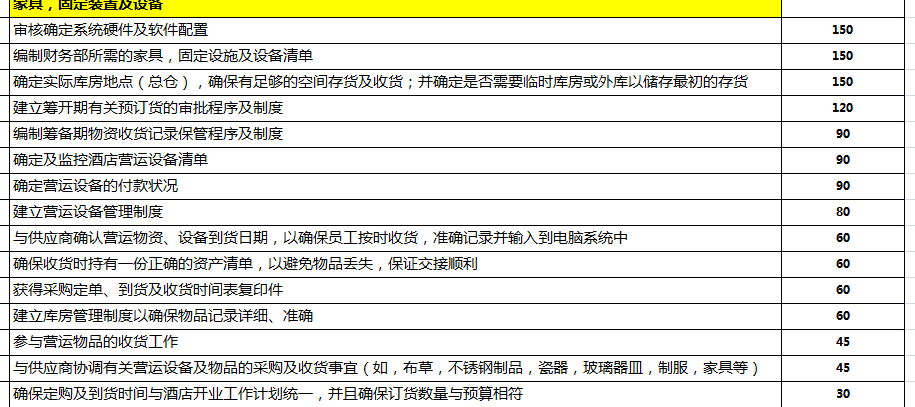 家具，固定装置及设备
审核确定系统硬件及软件配置 150
编制财务部所需的家具，固定设施及设备清单 150
确定实际库房地点（总仓），确保有足够的空间存货及收货；并确定是否需要临时库房或外库以储存最初的存货 150
建立筹开期有关预订货的审批程序及制度 120
编制筹备期物资收货记录保管程序及制度 90
确定及监控酒店营运设备清单 90
确定营运设备的付款状况 90
建立营运设备管理制度 80
与供应商确认营运物资、设备到货日期，以确保员工按时收货，准确记录并输入到电脑系统中 60
确保收货时持有一份正确的资产清单，以避免物品丢失，保证交接顺利 60
获得采购定单、到货及收货时间表复印件 60
建立库房管理制度以确保物品记录详细、准确 60
参与营运物品的收货工作 45
与供应商协调有关营运设备及物品的采购及收货事宜（如，布草，不锈钢制品，瓷器，玻璃器皿，制服，家具等） 45
确保定购及到货时间与酒店开业工作计划统一，并且确保订货数量与预算相符 30